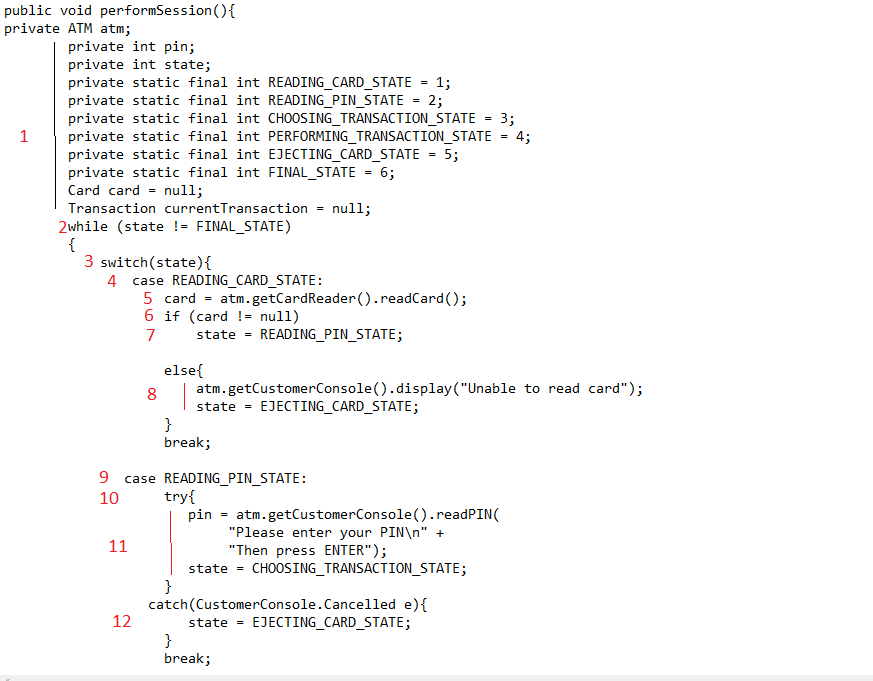 public void performSession(){
private ATM atm;
private int pin;
private int state;
private static final int READING_CARD_STATE = 1;
private static final int READING_PIN_STATE = 2;
private static final int CHOOSING_TRANSACTION_STATE = 3;
1 private static final int PERFORMING_TRANSACTION_STATE = 4;
private static final int EJECTING_CARD_STATE = 5;
private static final int FINAL_STATE = 6;
Card card = null;
Transaction currentTransaction = null;
2while (state != FINAL_STATE)
{
3 switch(state){
4 case READING_CARD_STATE:
5 card = atm.getCardReader().readCard();
6 if (card != null)
7 state = READING_PIN_STATE;
else{
8 atm.getCustomerConsole().display("Unable to read card");
state = EJECTING_CARD_STATE;
}
break;
9 case READING_PIN_STATE:
10 try{
pin = atm.getCustomerConsole().readPIN(
"Please enter your PIN\n" +
11 "Then press ENTER");
state = CHOOSING_TRANSACTION_STATE;
}
catch(CustomerConsole.Cancelled e){
12 state = EJECTING_CARD_STATE;
}
break;